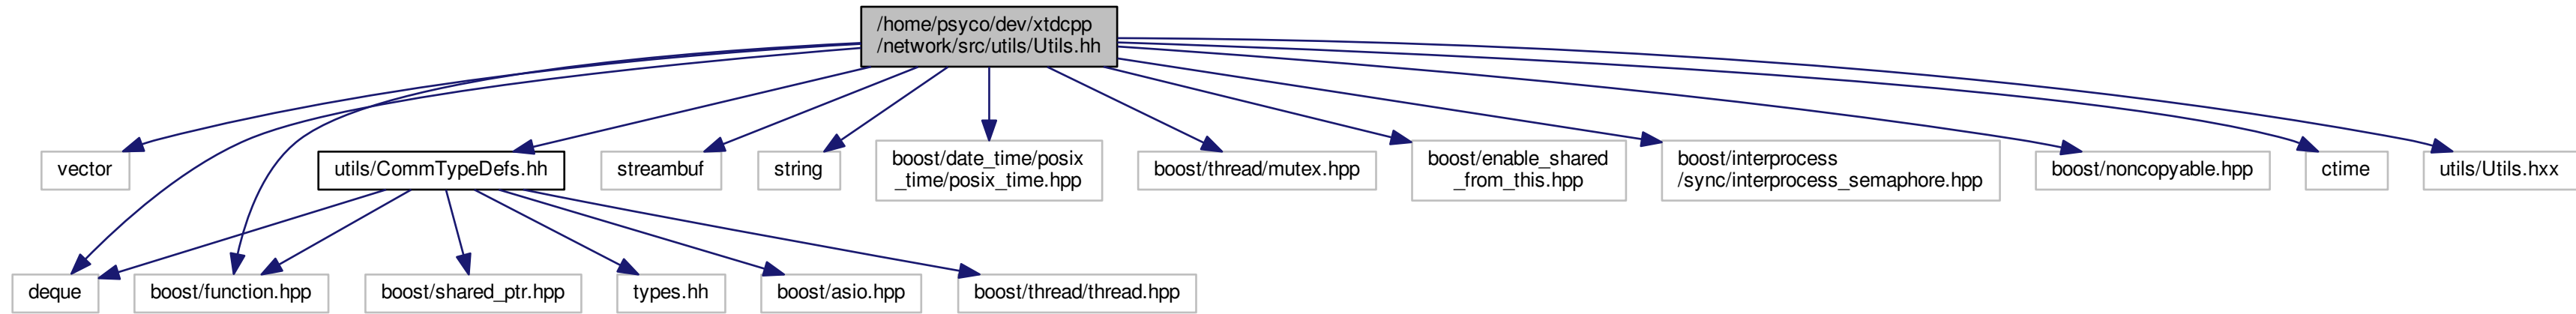 /home/psyco/dev/xtdcpp
/network/src/utils/Utils.hh
vector
utils/CommTypeDefs.hh
streambuf
string
boost/date_time/posix
_time/posix_time.hpp
boost/thread/mutex.hpp
boost/enable_shared
_from_this.hpp
boost/interprocess
/sync/interprocess_semaphore.hpp
boost/noncopyable.hpp
ctime
utils/Utils.hxx
deque
boost/function.hpp
boost/shared_ptr.hpp
types.hh
boost/asio.hpp
boost/thread/thread.hpp